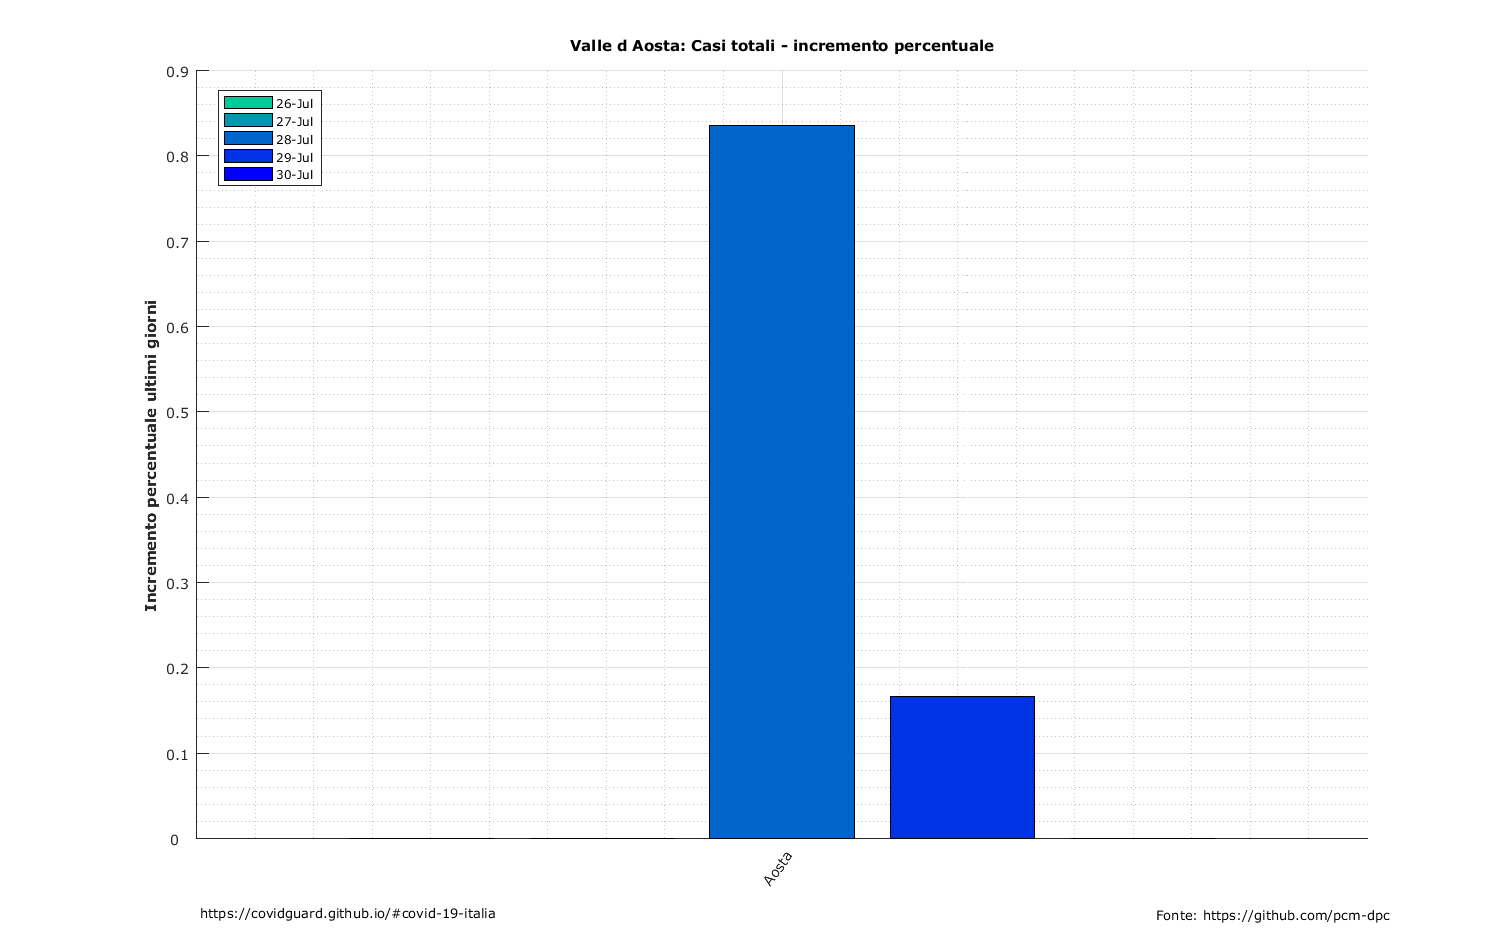 Valle d Aosta: Casi totali - incremento percentuale
0.9
0.8
0.7
0.6
0.5
0.4
0.3
0.2
0.1
0
26-Jul
27-Jul
28-Jul
29-Jul
30-Jul
Incremento percentuale ultimi giorni
Aosta
https://covidguard.github.io/#covid-19-italia
Fonte: https://github.com/pcm-dpc